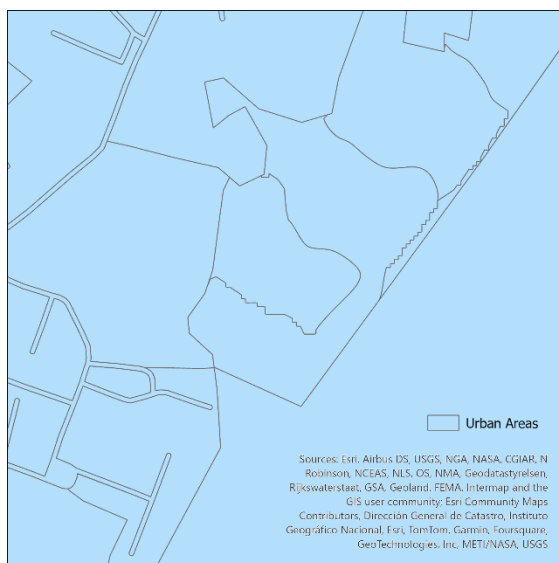 Urban Areas
Sources: Esri, Airbus DS, USGS, NGA, NASA, CGIAR, N
Robinson, NCEAS, NLS, OS, NMA, Geodatastyrelsen,
Rijkswaterstaat, GSA, Geoland, FEMA, Intermap and the
GIS user community; Esri Community Maps
Contributors, Dirección General de Catastro, Instituto
Geográfico Nacional, Esri, TomTom, Garmin, Foursquare,
GeoTechnologies, Inc, METI/NASA, USGS